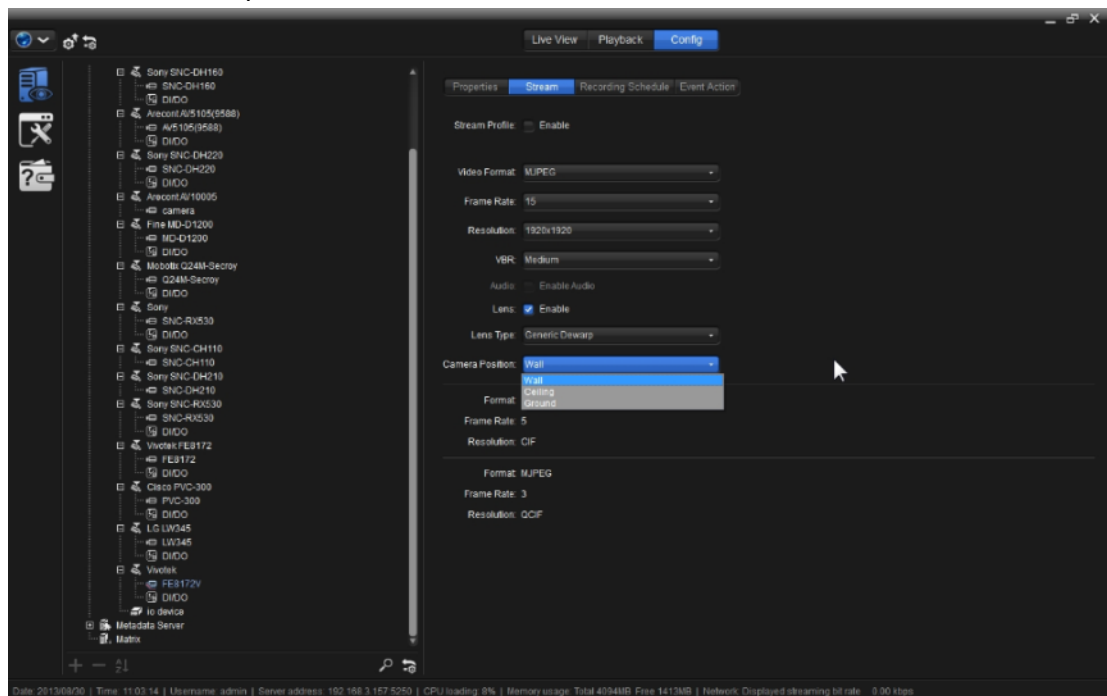 Live View Playback Config
Sony SNC-DH160
SNC-DH160
DI/DO
Arecont AV5105(9588)
AV5105(9588)
DI/DO
Sony SNC-DH220
SNC-DH220
DI/DO
Arecont AV10005
camera
Fine MD-D1200
MD-D1200
DI/DO
Mobotix Q24M-Secroy
Q24M-Secroy
DI/DO
Sony
SNC-RX530
DI/DO
Sony SNC-CH110
SNC-CH110
Sony SNC-DH210
SNC-DH210
Sony SNC-RX530
SNC-RX530
DI/DO
Vivotek FE8172
FE8172
DI/DO
Cisco PVC-300
PVC-300
DI/DO
LG LW345
LW345
DI/DO
Vivotek
FE8172V
DI/DO
io device
Metadata Server
Matrix
Properties Stream Recording Schedule Event Action
Stream Profile: Enable
Video Format: MJPEG
Frame Rate: 15
Resolution: 1920x1920
VBR: Medium
Audio: Enable Audio
Lens: Enable
Lens Type: Generic Dewarp
Camera Position: Wall
Wall
Ceiling
Ground
Format:
Frame Rate: 5
Resolution: CIF
Format: MJPEG
Frame Rate: 3
Resolution: QCIF
Date: 2013/08/30 | Time: 11:03:14 | Username: admin | Server address: 192.168.3.157:5250 | CPU loading: 8% | Memory usage: Total 4094MB Free 1413MB | Network: Displayed streaming bit rate 0.00 kbps